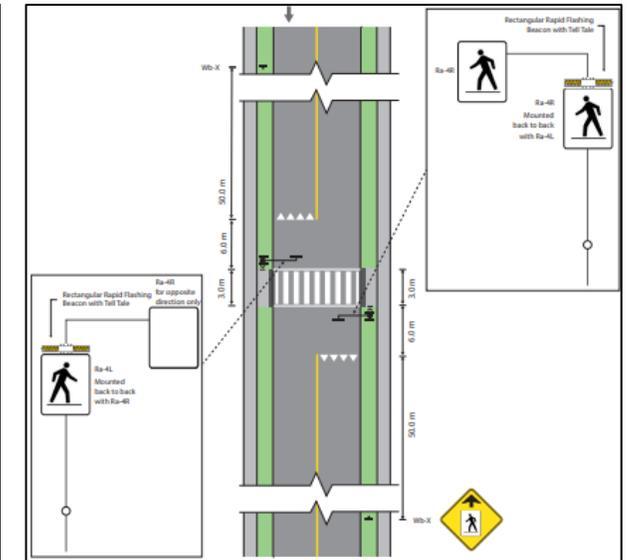 Rectangular Rapid Flashing
Beacon with Tell Tale
Ra-4R
Ra-4R
Mounted
back to back
with Ra-4L
Wb-X
50.0 m
6.0 m
3.0 m
3.0 m
6.0 m
50.0 m
Wb-X
Ra-4R
for opposite
direction only
Rectangular Rapid Flashing
Beacon with Tell Tale
Ra-4L
Mounted
back to back
with Ra-4R